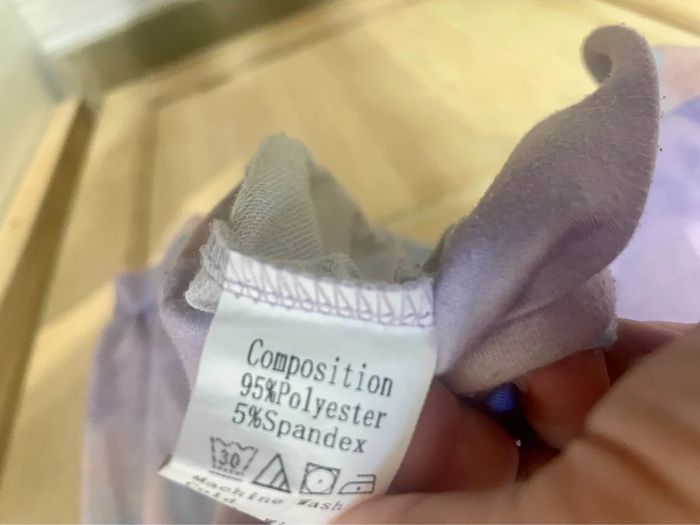 Composition
95%Polyester
5%Spandex
30
Machine Wash
Cold